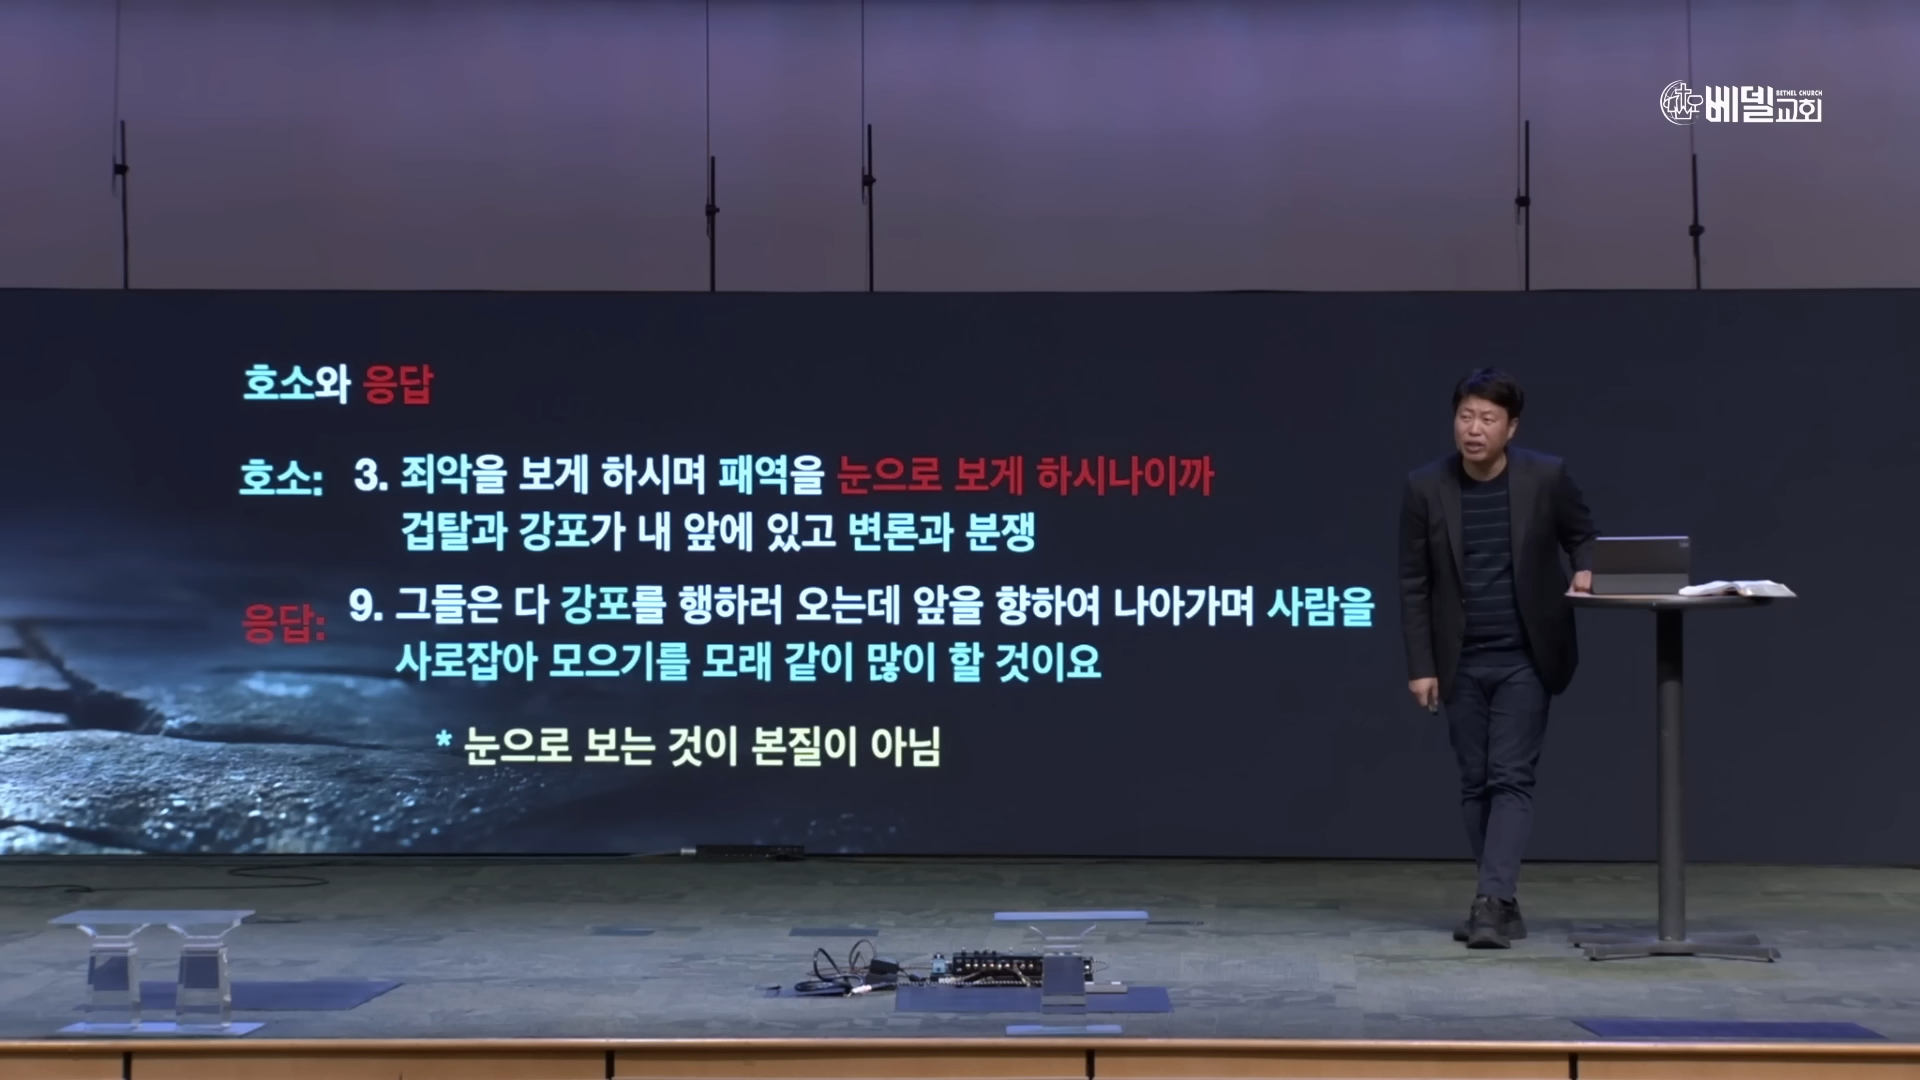 베델교회
BETHEL CHURCH
호소와 응답
호소: 3. 죄악을 보게 하시며 패역을 눈으로 보게 하시나이까
겁탈과 강포가 내 앞에 있고 변론과 분쟁
응답: 9. 그들은 다 강포를 행하러 오는데 앞을 향하여 나아가며 사람을
사로잡아 모으기를 모래 같이 많이 할 것이요
* 눈으로 보는 것이 본질이 아님